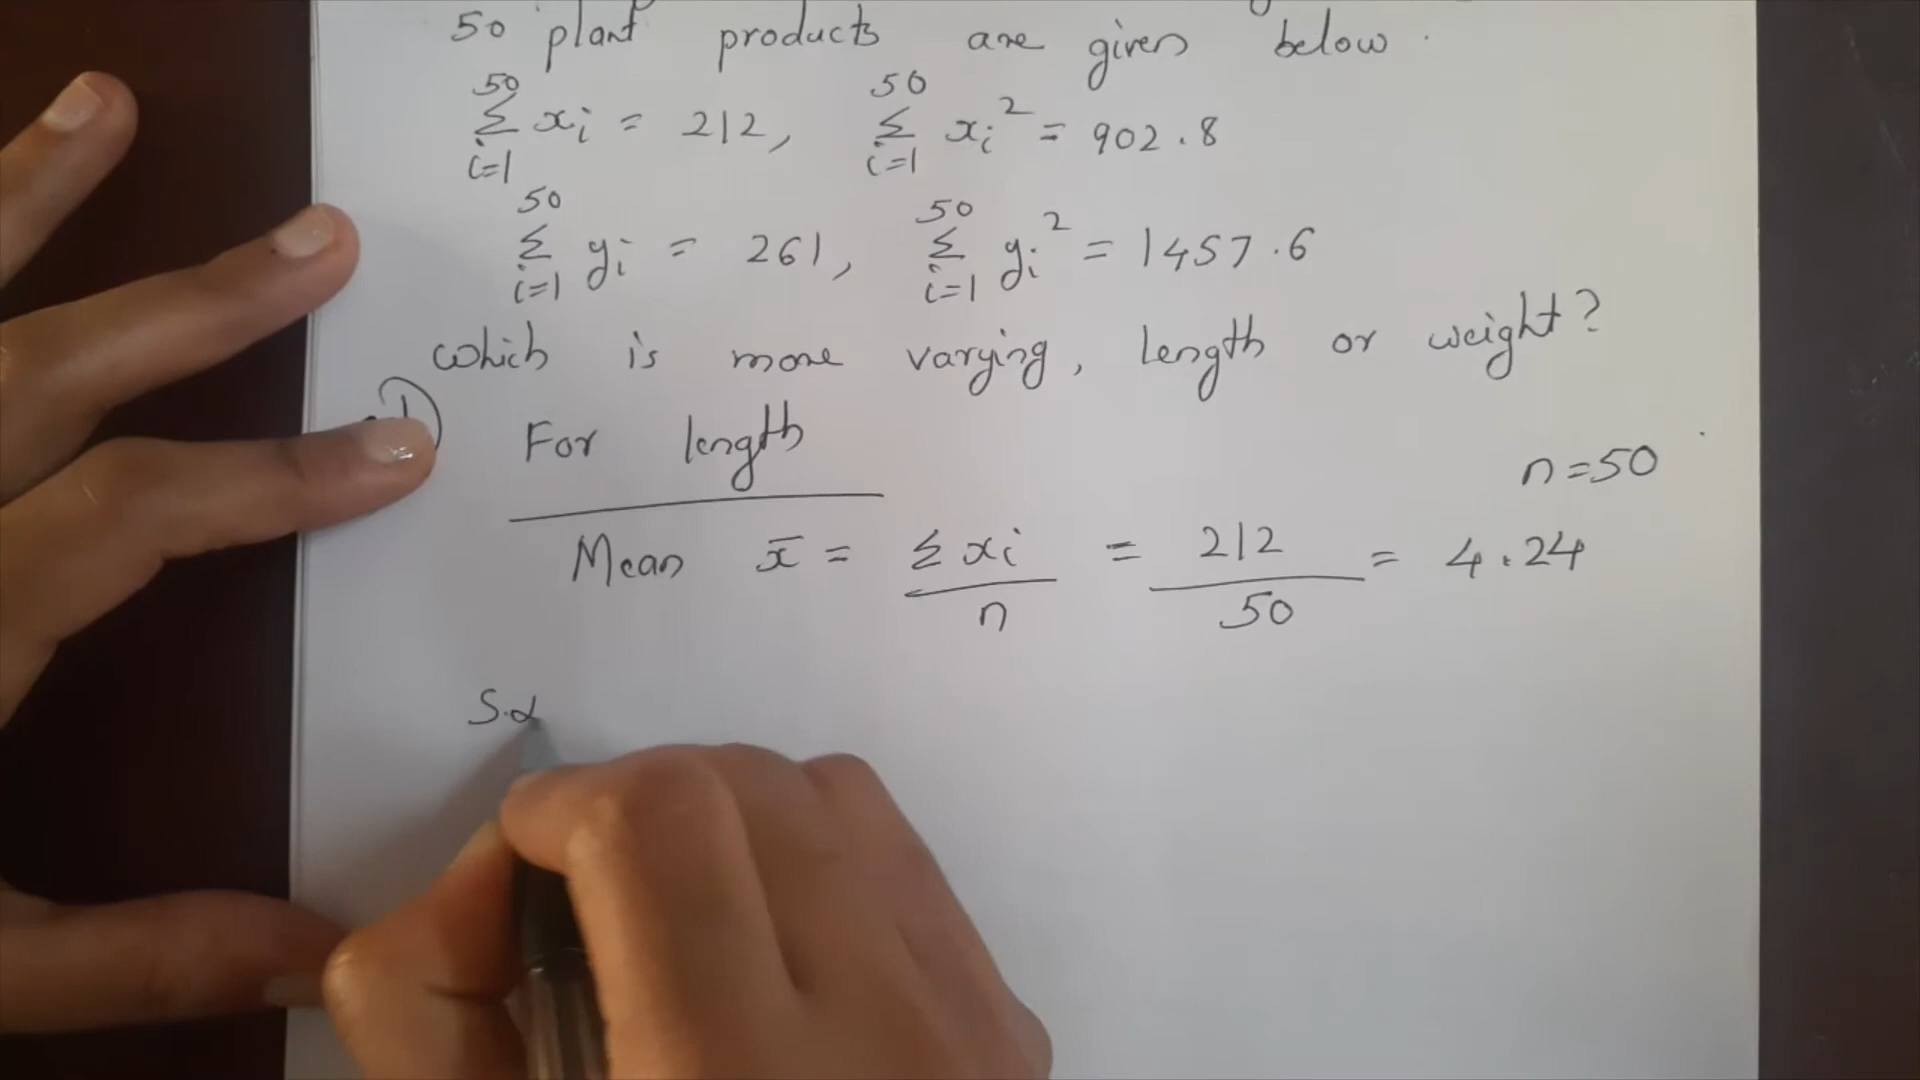 50 plant products are given below.
50 50
Σ xi = 212, Σ xi² = 902.8
i=1 i=1
50 50
Σ yi = 261, Σ yi² = 1457.6
i=1 i=1
Which is more varying, length or weight?
For length
n=50
Mean x̄ = Σxi = 212 = 4.24
n 50
S.d